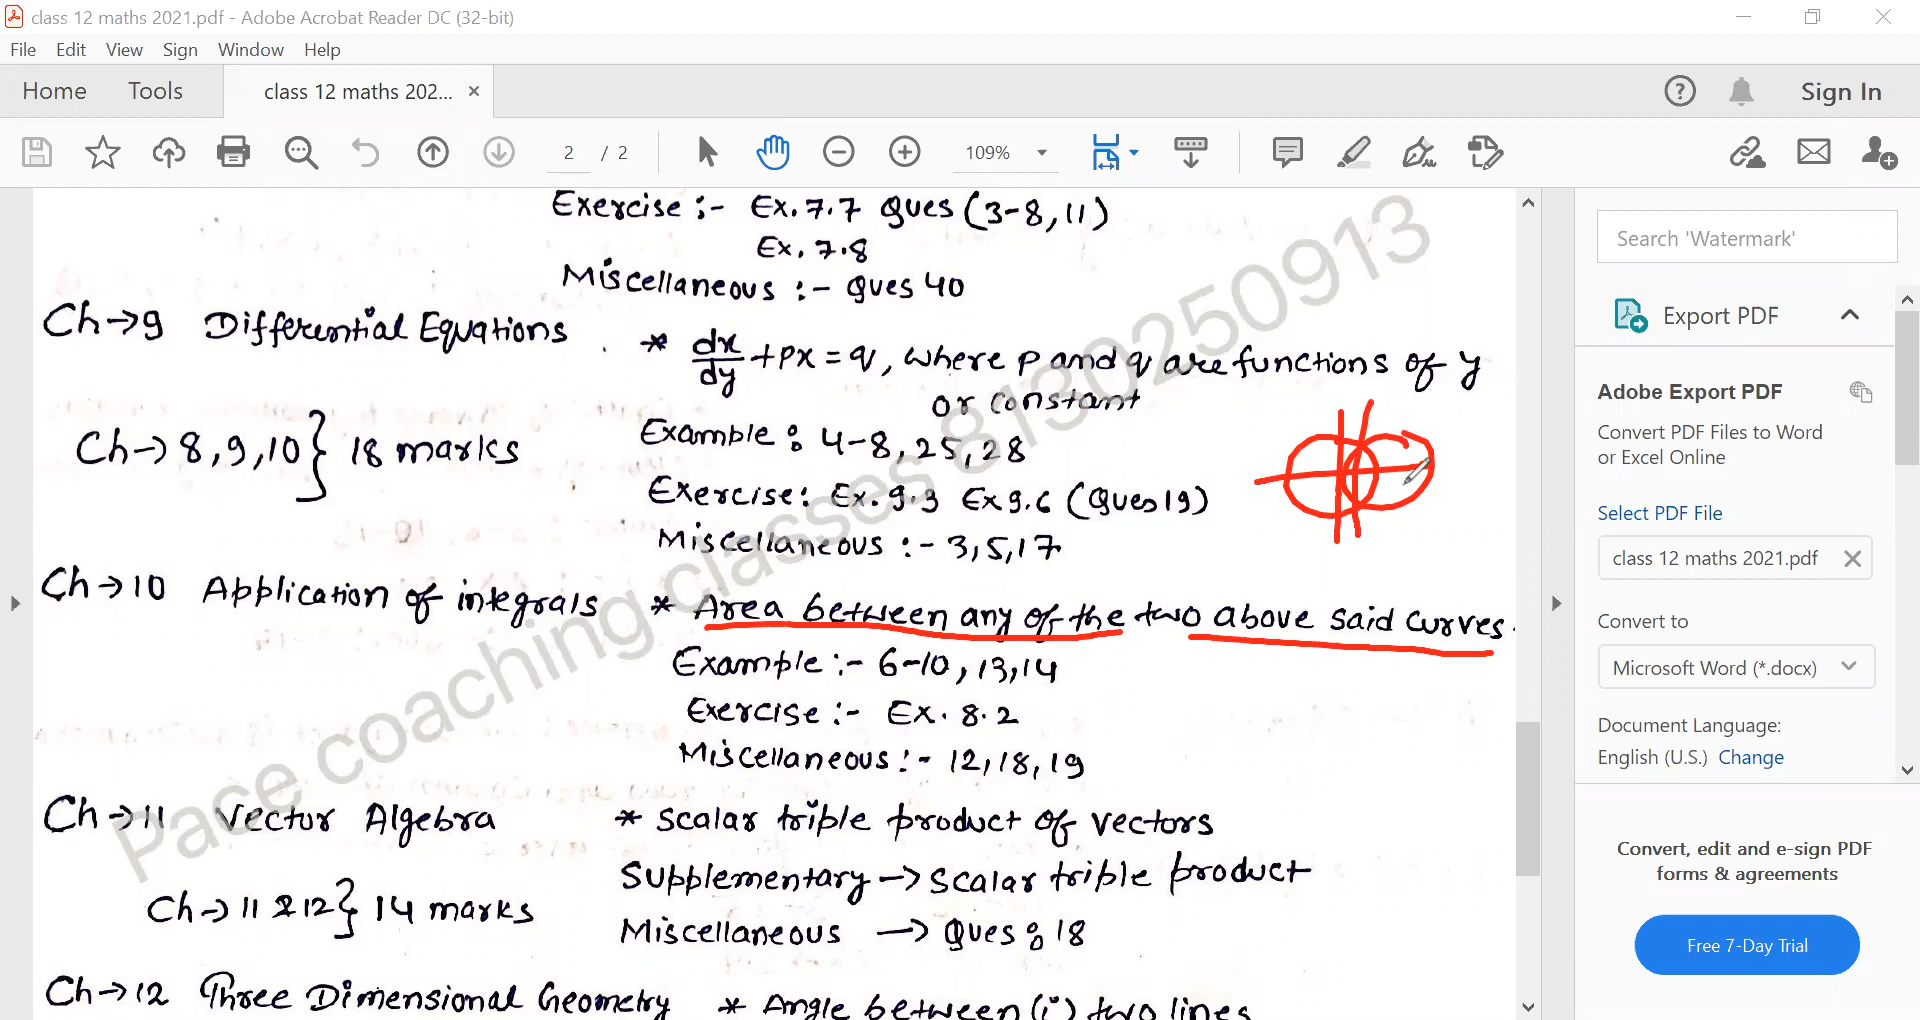 class 12 maths 2021.pdf - Adobe Acrobat Reader DC (32-bit)
File Edit View Sign Window Help
Home Tools class 12 maths 202... × Sign In
2 / 2 109%
Exercise :- Ex. 7.7 Ques (3-8, 11)
Ex. 7.8
Miscellaneous :- Ques 40
Ch→9 Differential Equations * dx/dy + px = q, where p and q are functions of y
or constant
Ch→ 8,9,10} 18 marks
Example : 4-8, 25, 28
Exercise : Ex. 9.3 Ex 9.6 (Ques 19)
Miscellaneous :- 3,5,17
Ch→10 Application of integrals * Area between any of the two above said curves.
Example :- 6-10, 13, 14
Exercise :- Ex. 8.2
Miscellaneous :- 12, 18, 19
Ch→11 Vector Algebra * Scalar triple product of vectors
Supplementary → Scalar triple product
Ch→ 11 & 12} 14 marks
Miscellaneous → Ques : 18
Ch→12 Three Dimensional Geometry * Angle between (i) two lines
Pace coaching classes 8130250913
Search 'Watermark'
Export PDF
Adobe Export PDF
Convert PDF Files to Word
or Excel Online
Select PDF File
class 12 maths 2021.pdf
Convert to
Microsoft Word (*.docx)
Document Language:
English (U.S.) Change
Convert, edit and e-sign PDF
forms & agreements
Free 7-Day Trial